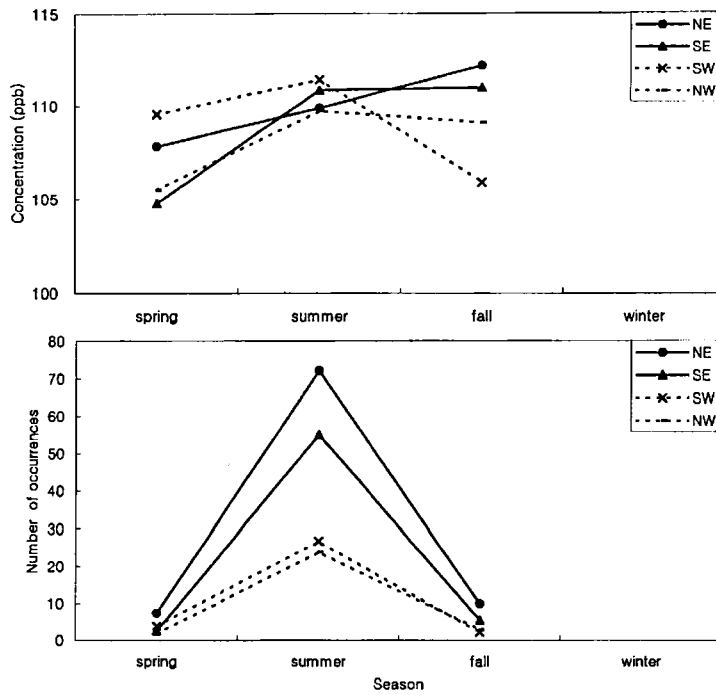 Concentration (ppb)
115
110
105
100
NE
SE
SW
NW
spring summer fall winter
Number of occurrences
80
70
60
50
40
30
20
10
0
NE
SE
SW
NW
spring summer fall winter
Season